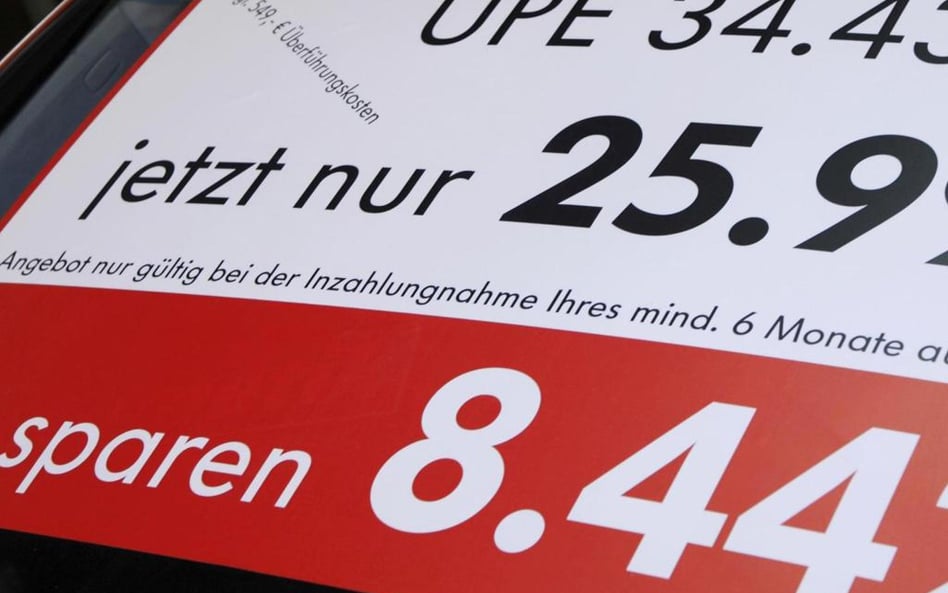 UPE 34.43
549,- € Überführungskosten
jetzt nur 25.9
Angebot nur gültig bei der Inzahlungnahme Ihres mind. 6 Monate
sparen 8.44